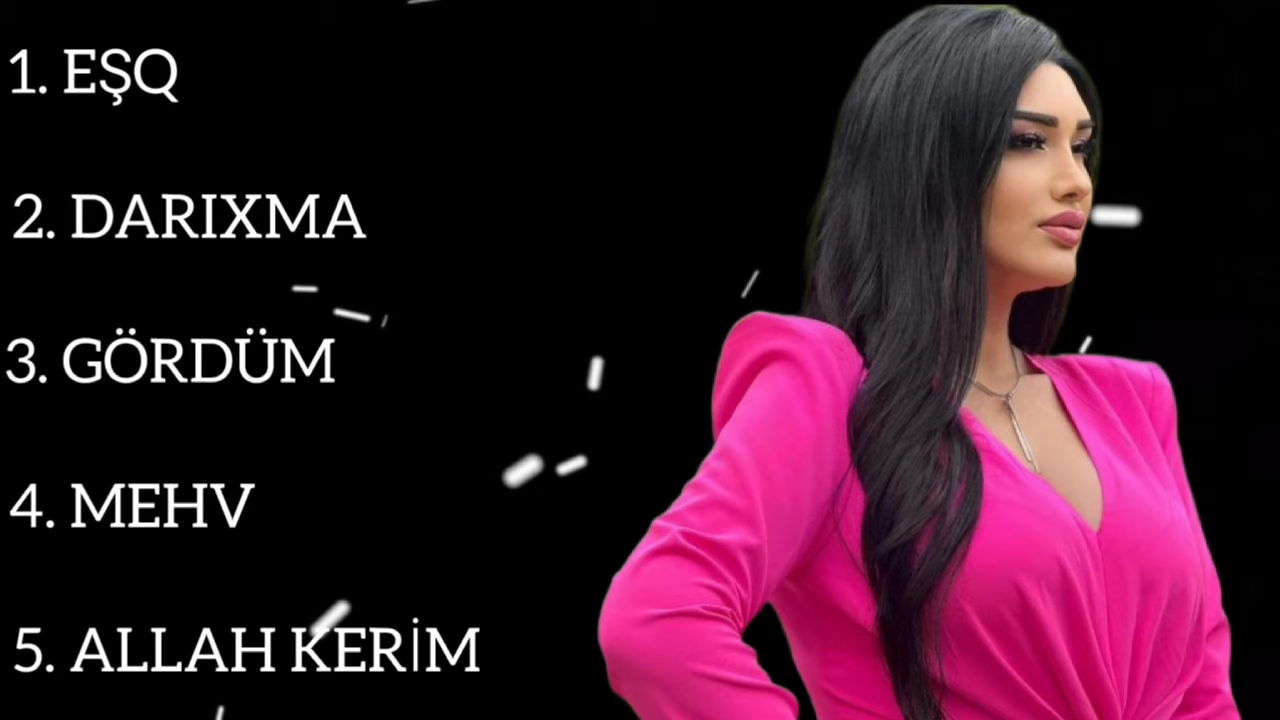 1. EŞQ
2. DARIXMA
3. GÖRDÜM
4. MEHV
5. ALLAH KERİM